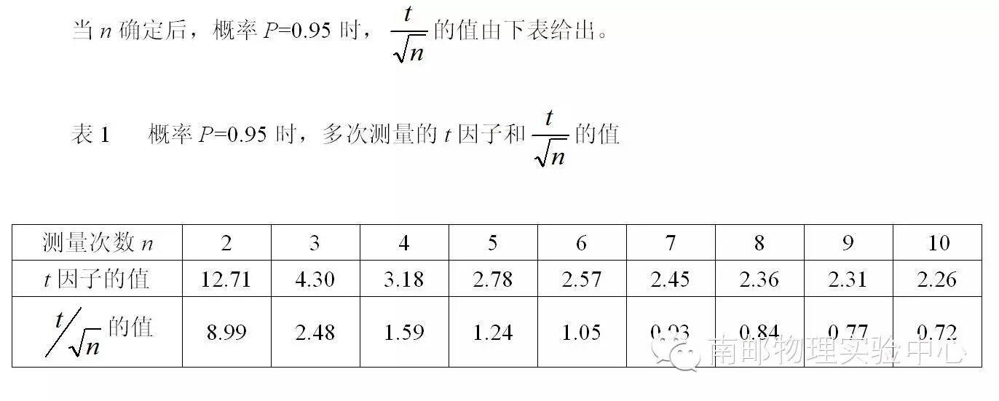 当 n 确定后，概率 P=0.95 时，t/√n 的值由下表给出。
表 1 概率 P=0.95 时，多次测量的 t 因子和 t/√n 的值
测量次数 n 2 3 4 5 6 7 8 9 10
t 因子的值 12.71 4.30 3.18 2.78 2.57 2.45 2.36 2.31 2.26
t/√n 的值 8.99 2.48 1.59 1.24 1.05 0.93 0.84 0.77 0.72
南邮物理实验中心